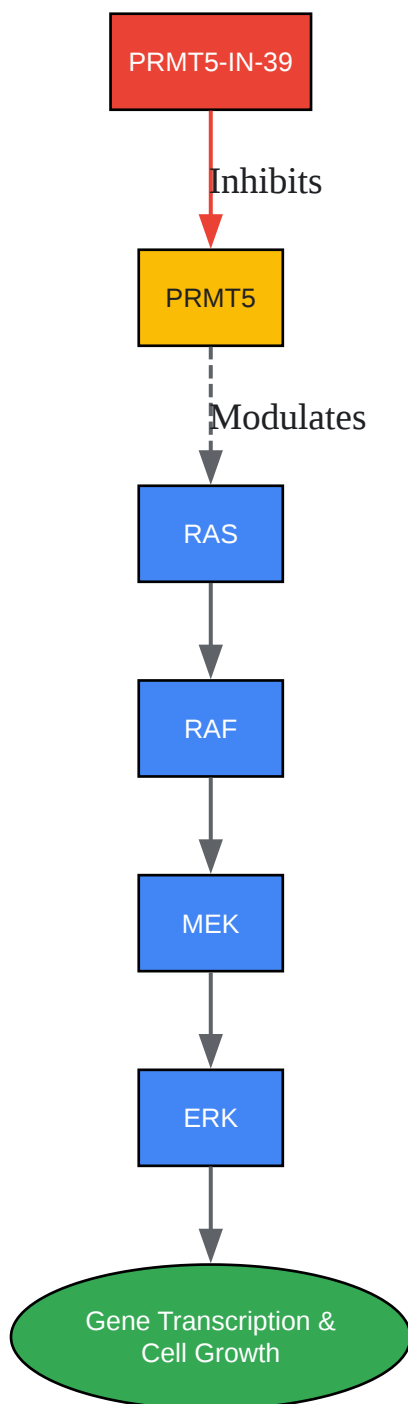 PRMT5-IN-39
Inhibits
PRMT5
Modulates
RAS
RAF
MEK
ERK
Gene Transcription &
Cell Growth